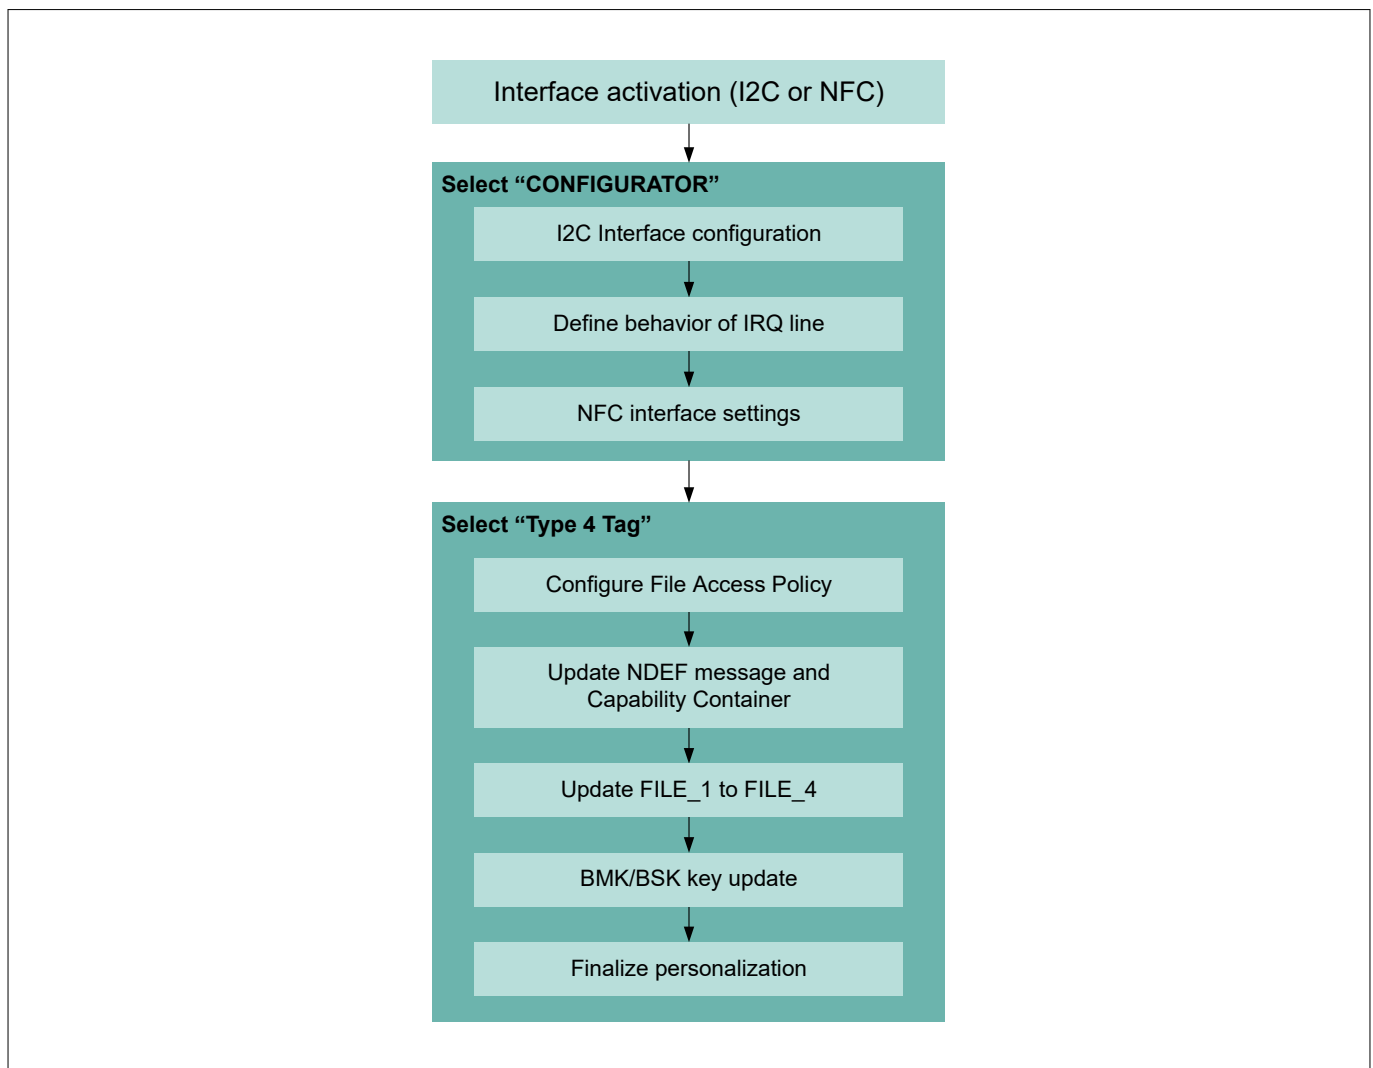 Interface activation (I2C or NFC)
Select “CONFIGURATOR”
I2C Interface configuration
Define behavior of IRQ line
NFC interface settings
Select “Type 4 Tag”
Configure File Access Policy
Update NDEF message and
Capability Container
Update FILE_1 to FILE_4
BMK/BSK key update
Finalize personalization